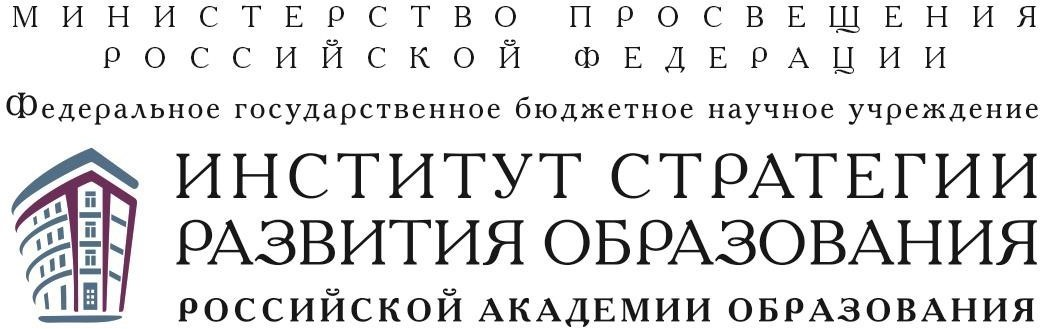 МИНИСТЕРСТВО ПРОСВЕЩЕНИЯ
РОССИЙСКОЙ ФЕДЕРАЦИИ
Федеральное государственное бюджетное научное учреждение
ИНСТИТУТ СТРАТЕГИИ
РАЗВИТИЯ ОБРАЗОВАНИЯ
РОССИЙСКОЙ АКАДЕМИИ ОБРАЗОВАНИЯ